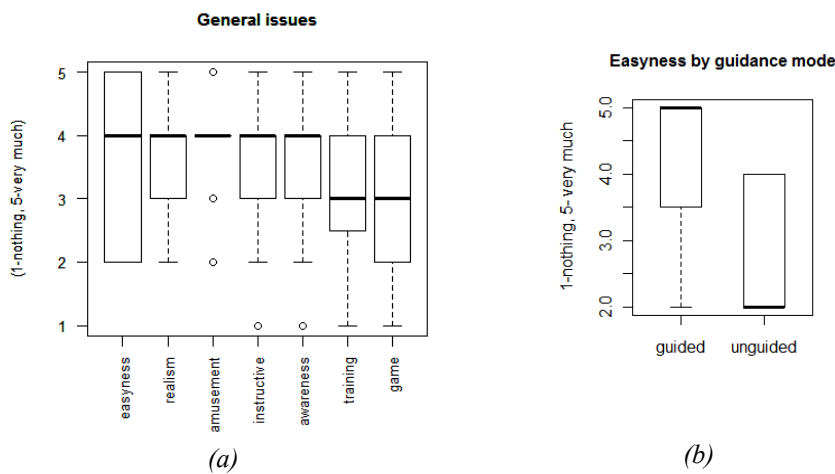 General issues
(1-nothing, 5-very much)
5
4
3
2
1
easyness
realism
amusement
instructive
awareness
training
game
(a)
Easyness by guidance mode
1-nothing, 5- very much
5.0
4.0
3.0
2.0
guided
unguided
(b)